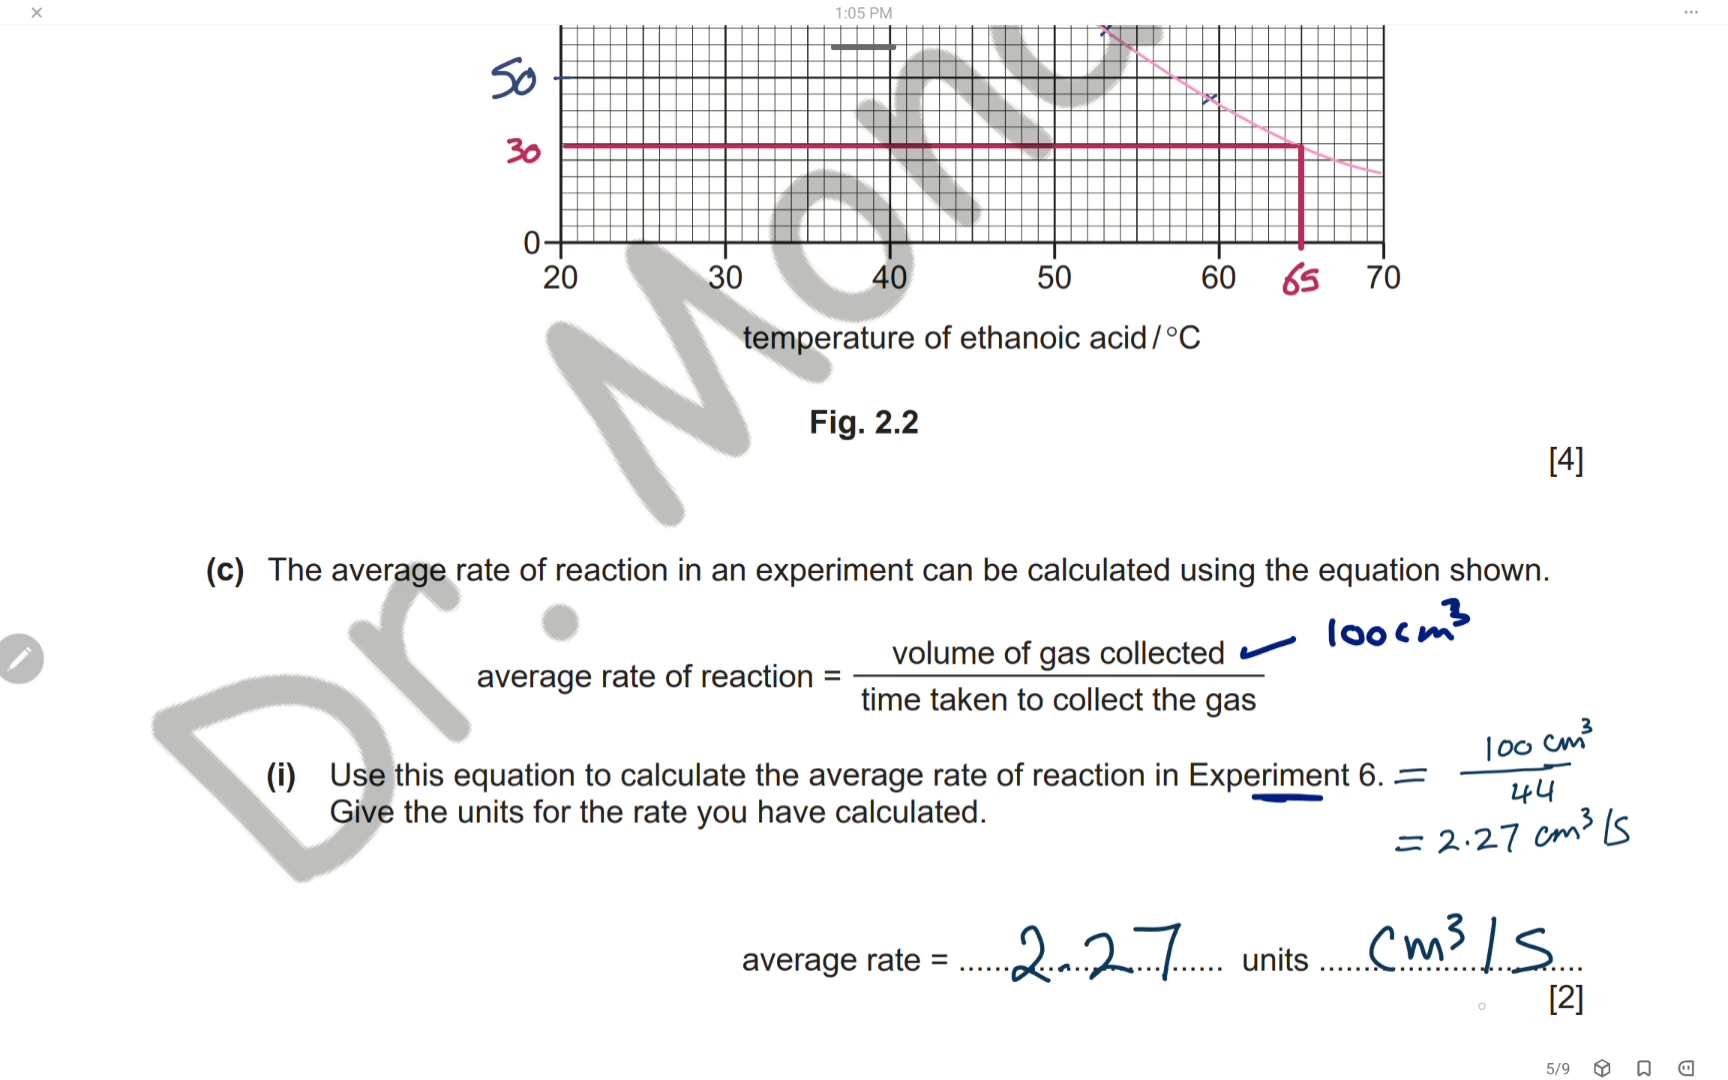 1:05 PM
50
30
0
20 30 40 50 60 65 70
temperature of ethanoic acid / °C
Fig. 2.2
[4]
(c) The average rate of reaction in an experiment can be calculated using the equation shown.
100 cm³
average rate of reaction = volume of gas collected
time taken to collect the gas
(i) Use this equation to calculate the average rate of reaction in Experiment 6. = 100 cm³
44
Give the units for the rate you have calculated.
= 2.27 cm³/s
average rate = ......2.27...... units ......cm³/s......
[2]
Dr. Mona
5/9